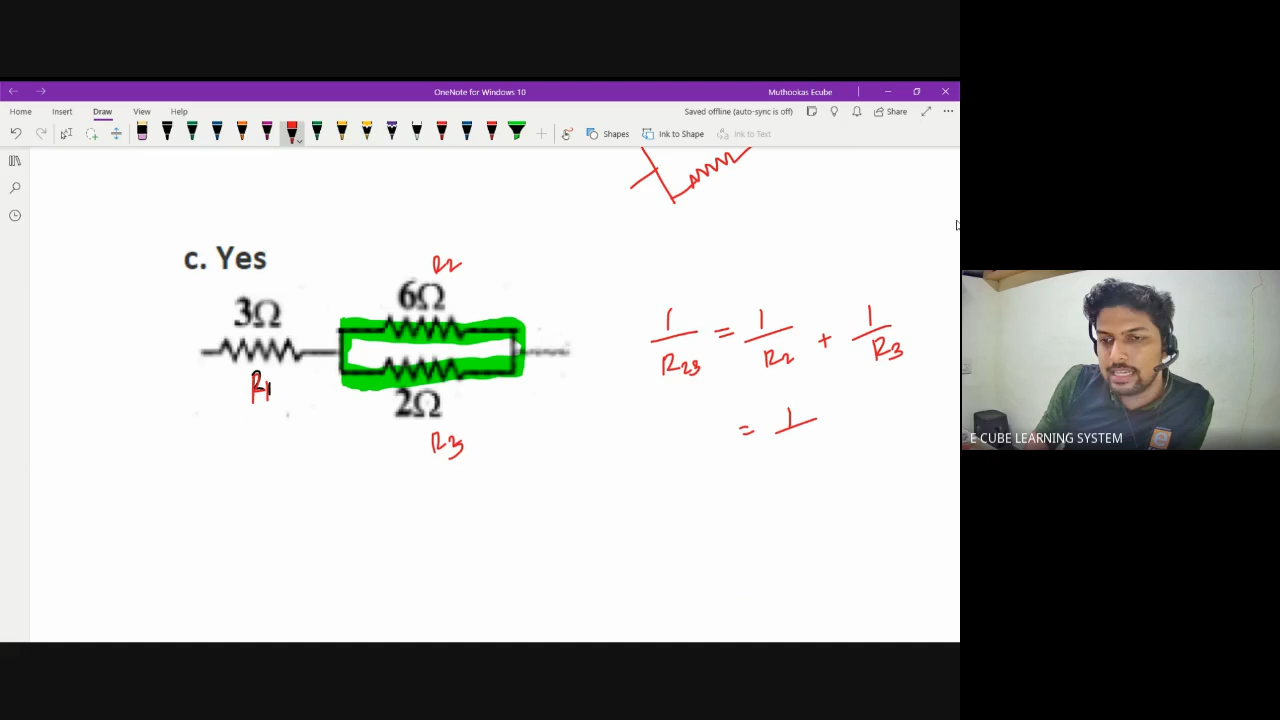 OneNote for Windows 10
Muthookas Ecube
Home Insert Draw View Help
Saved offline (auto-sync is off)
Share
Shapes
Ink to Shape
Ink to Text
c. Yes
R2
6Ω
3Ω
R1
2Ω
R3
1/R23 = 1/R2 + 1/R3
= 1
E CUBE LEARNING SYSTEM